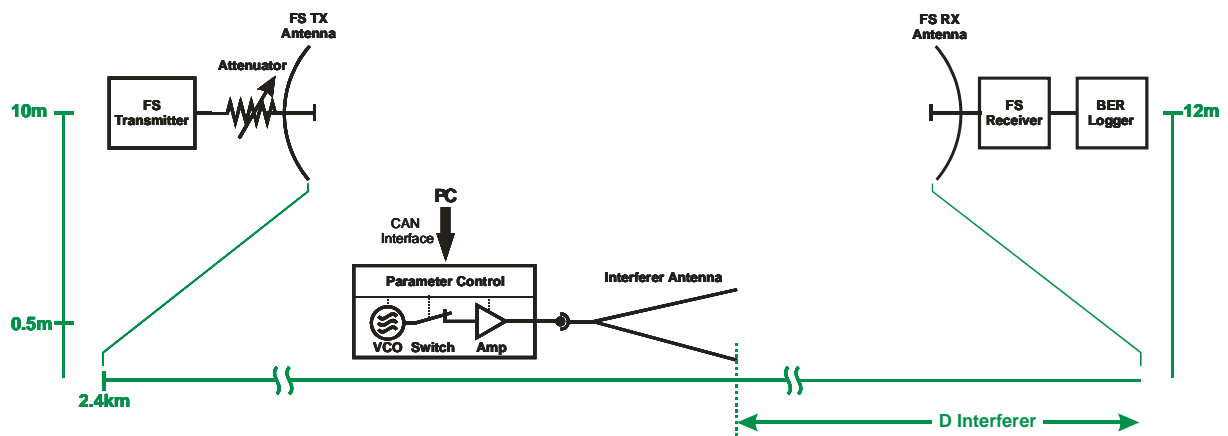 FS TX
Antenna
FS RX
Antenna
Attenuator
FS
Transmitter
FS
Receiver
BER
Logger
10m
12m
PC
CAN
Interface
Parameter Control
Interferer Antenna
VCO
Switch
Amp
0.5m
2.4km
D Interferer